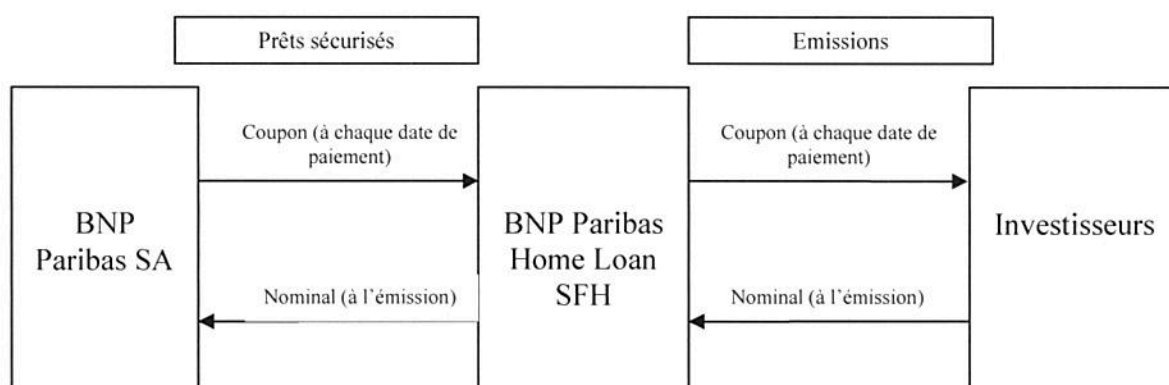 Prêts sécurisés
Emissions
Coupon (à chaque date de
paiement)
Coupon (à chaque date de
paiement)
BNP
Paribas SA
BNP Paribas
Home Loan
SFH
Investisseurs
Nominal (à l'émission)
Nominal (à l'émission)